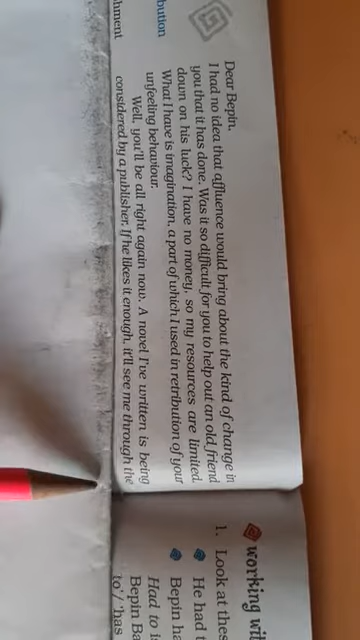 Dear Bepin,
I had no idea that affluence would bring about the kind of change in
you that it has done. Was it so difficult for you to help out an old friend
down on his luck? I have no money, so my resources are limited.
What I have is imagination, a part of which I used in retribution of your
unfeeling behaviour.
Well, you'll be all right again now. A novel I've written is being
considered by a publisher. If he likes it enough, it'll see me through the
bution
hment
working wi
1. Look at thes
He had
Bepin ha
Had to
Bepin Ba
to'/ 'has